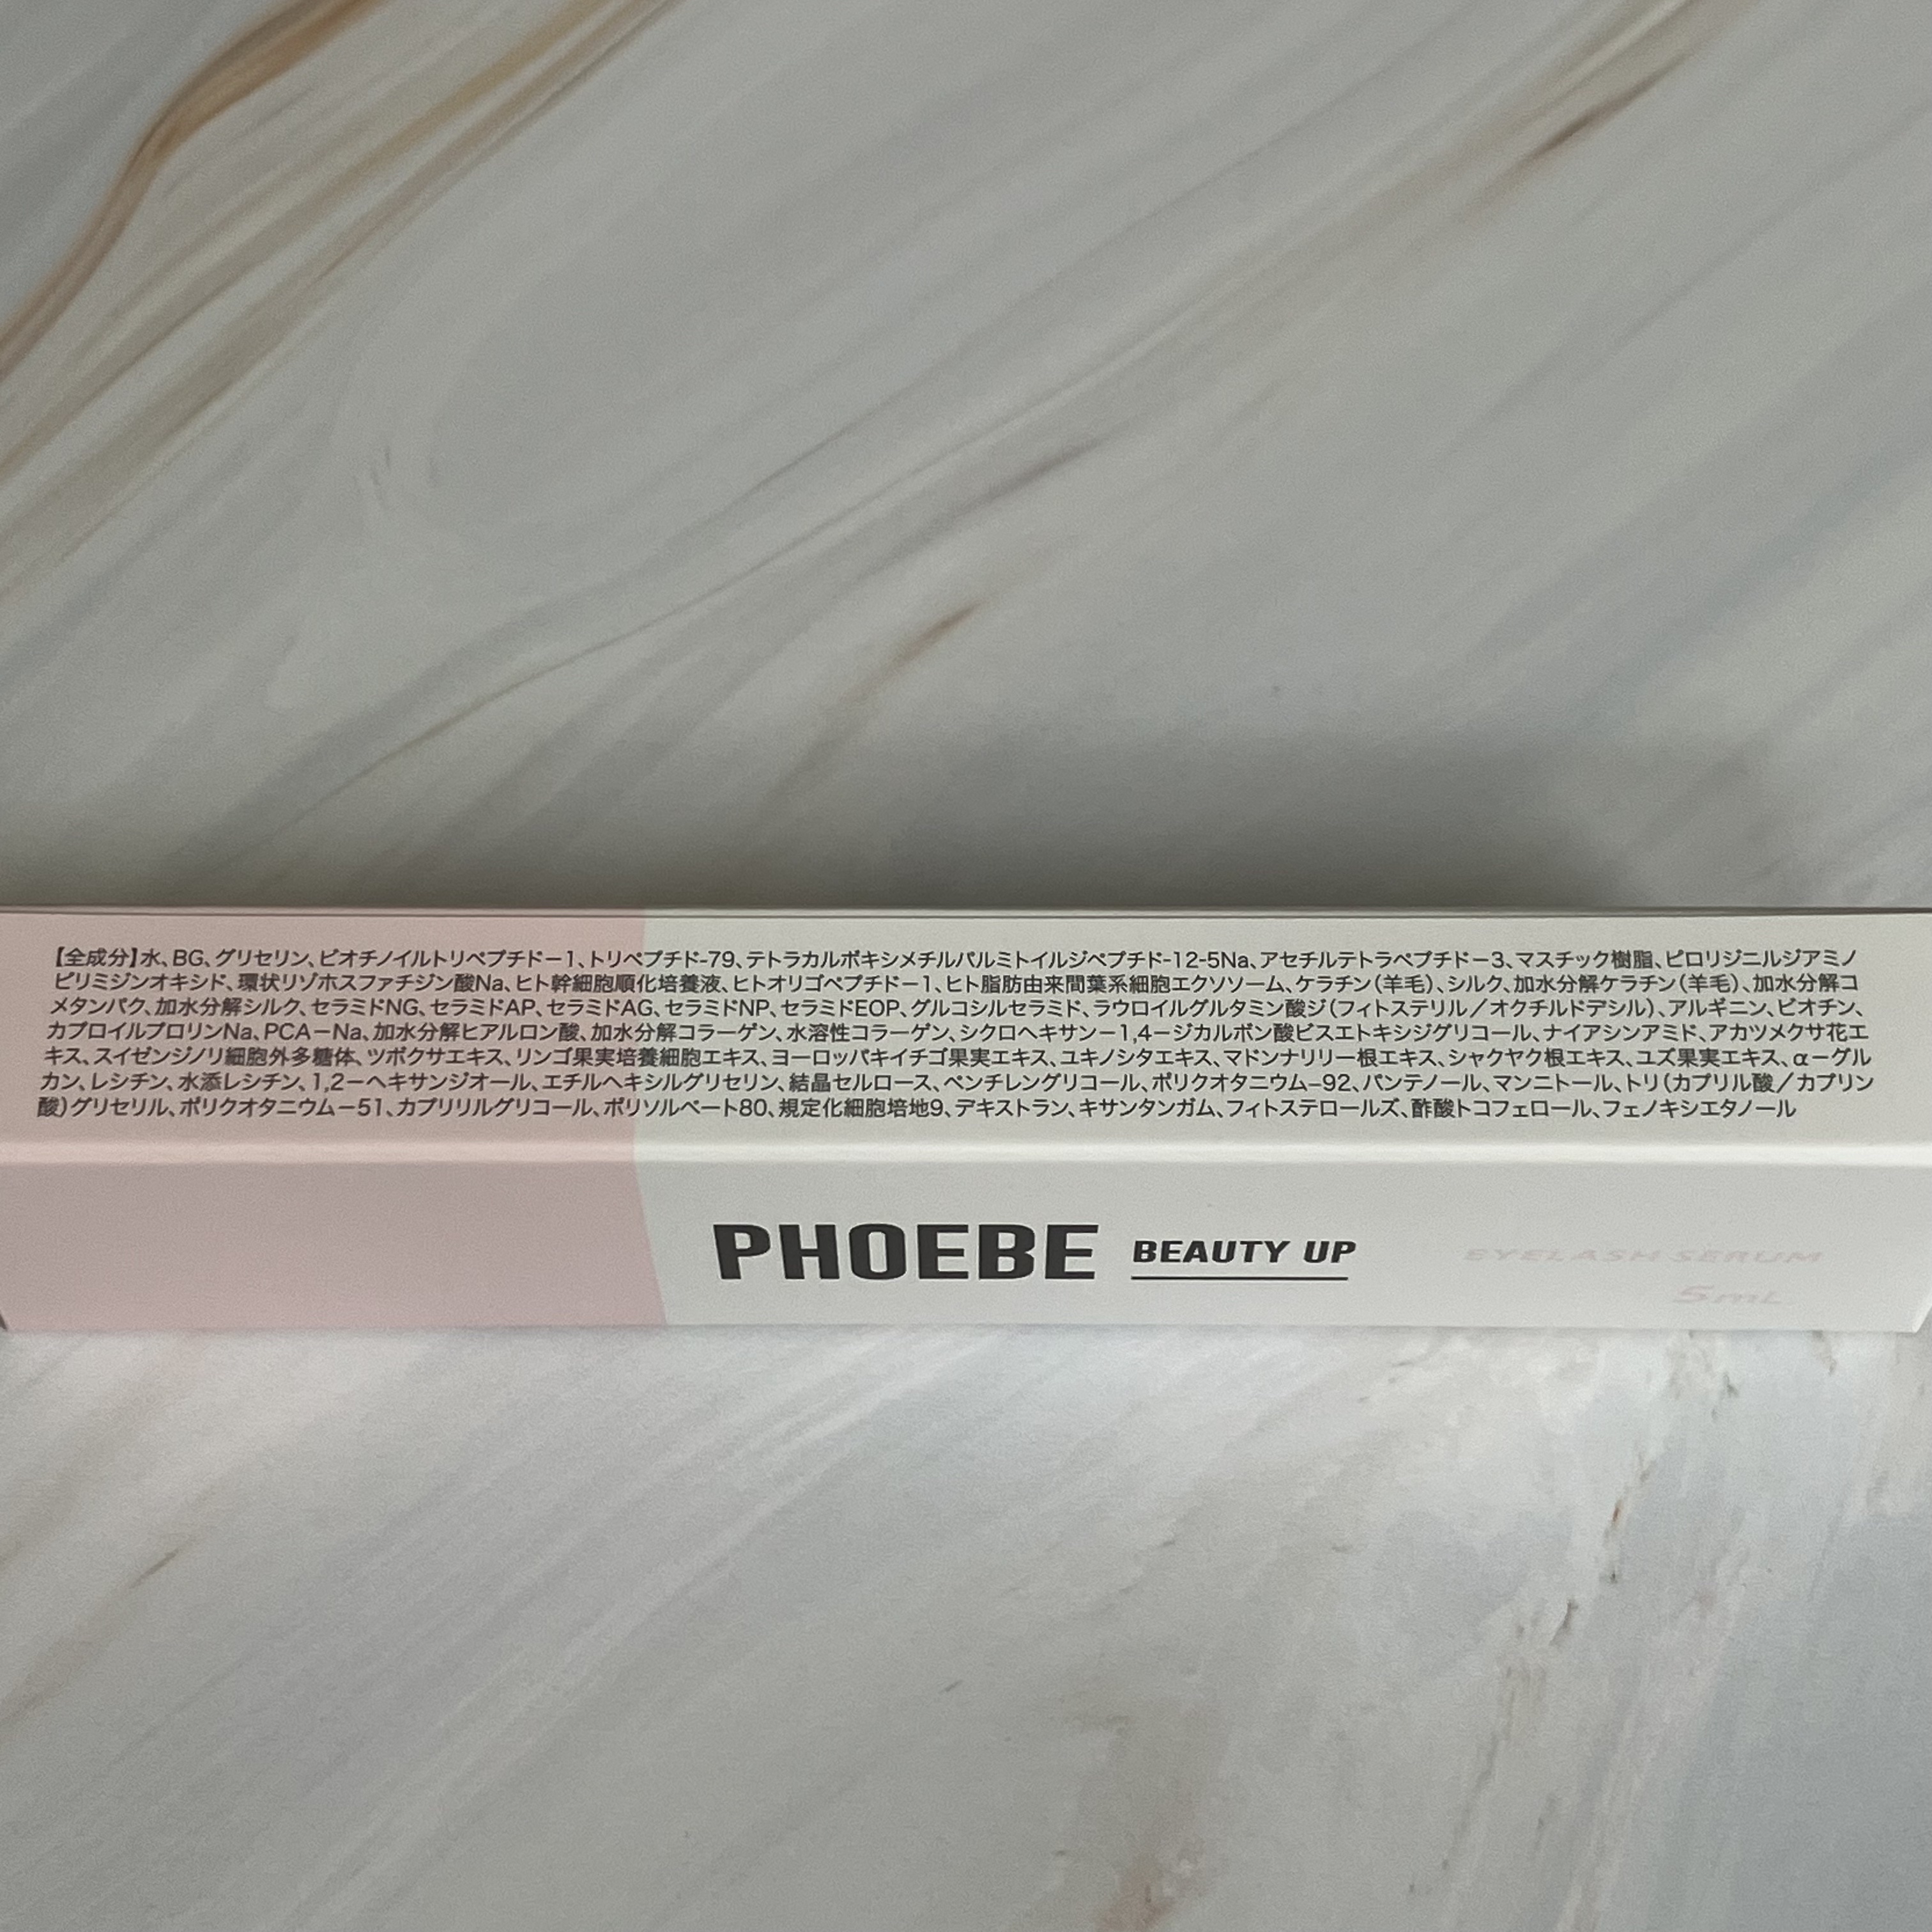 【全成分】水、BG、グリセリン、ビオチノイルトリペプチドー1、トリペプチド-79、テトラカルボキシメチルパルミトイルジペプチド-12-5Na、アセチルテトラペプチドー3、マスチック樹脂、ピロリジニルジアミノ
ピリミジンオキシド、環状リゾホスファチジン酸Na、ヒト幹細胞順化培養液、ヒトオリゴペプチドー1、ヒト脂肪由来間葉系細胞エクソソーム、ケラチン(羊毛)、シルク、加水分解ケラチン(羊毛)、加水分解コ
メタンパク、加水分解シルク、セラミドNG、セラミドAP、セラミドAG、セラミドNP、セラミドEOP、グルコシルセラミド、ラウロイルグルタミン酸ジ(フィトステリル/オクチルドデシル)、アルギニン、ビオチン、
カプロイルプロリンNa、PCAーNa、加水分解ヒアルロン酸、加水分解コラーゲン、水溶性コラーゲン、シクロヘキサンー1,4ージカルボン酸ビスエトキシジグリコール、ナイアシンアミド、アカツメクサ花エ
キス、スイゼンジノリ細胞外多糖体、ツボクサエキス、リンゴ果実培養細胞エキス、ヨーロッパキイチゴ果実エキス、ユキノシタエキス、マドンナリリー根エキス、シャクヤク根エキス、ユズ果実エキス、αーグル
カン、レシチン、水添レシチン、1,2ーヘキサンジオール、エチルヘキシルグリセリン、結晶セルロース、ペンチレングリコール、ポリクオタニウム-92、パンテノール、マンニトール、トリ(カプリル酸/カプリン
酸)グリセリル、ポリクオタニウムー51、カプリリルグリコール、ポリソルベート80、規定化細胞培地9、デキストラン、キサンタンガム、フィトステロールズ、酢酸トコフェロール、フェノキシエタノール
PHOEBE BEAUTY UP EYELASH SERUM
5mL